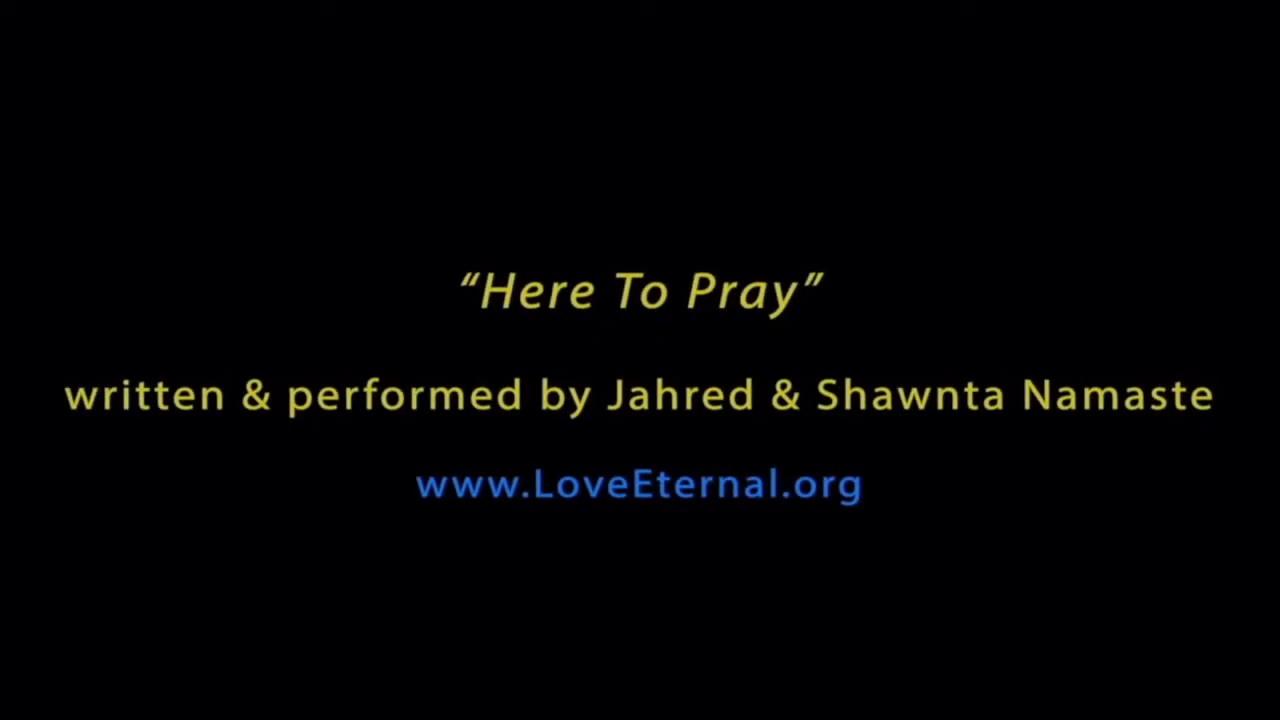 “Here To Pray”
written & performed by Jahred & Shawnta Namaste
www.LoveEternal.org